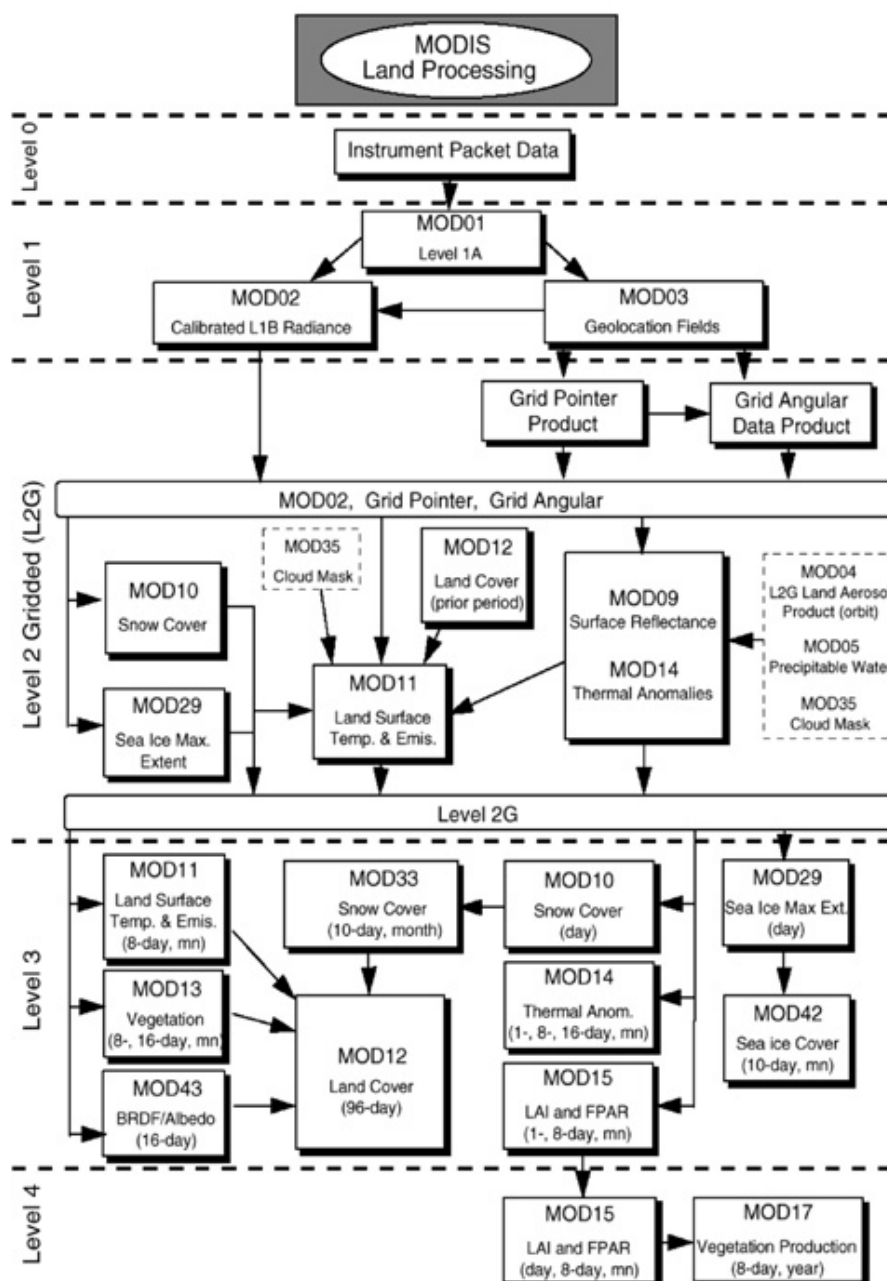 MODIS
Land Processing
Level 0
Instrument Packet Data
Level 1
MOD01
Level 1A
MOD02
Calibrated L1B Radiance
MOD03
Geolocation Fields
Level 2 Gridded (L2G)
Grid Pointer
Product
Grid Angular
Data Product
MOD02, Grid Pointer, Grid Angular
MOD10
Snow Cover
MOD35
Cloud Mask
MOD12
Land Cover
(prior period)
MOD09
Surface Reflectance
MOD14
Thermal Anomalies
MOD04
L2G Land Aeroso
Product (orbit)
MOD05
Precipitable Water
MOD35
Cloud Mask
MOD29
Sea Ice Max.
Extent
MOD11
Land Surface
Temp. & Emis.
Level 2G
Level 3
MOD11
Land Surface
Temp. & Emis.
(8-day, mn)
MOD33
Snow Cover
(10-day, month)
MOD10
Snow Cover
(day)
MOD29
Sea Ice Max Ext.
(day)
MOD13
Vegetation
(8-, 16-day, mn)
MOD12
Land Cover
(96-day)
MOD14
Thermal Anom.
(1-, 8-, 16-day, mn)
MOD42
Sea ice Cover
(10-day, mn)
MOD43
BRDF/Albedo
(16-day)
MOD15
LAI and FPAR
(1-, 8-day, mn)
Level 4
MOD15
LAI and FPAR
(day, 8-day, mn)
MOD17
Vegetation Production
(8-day, year)